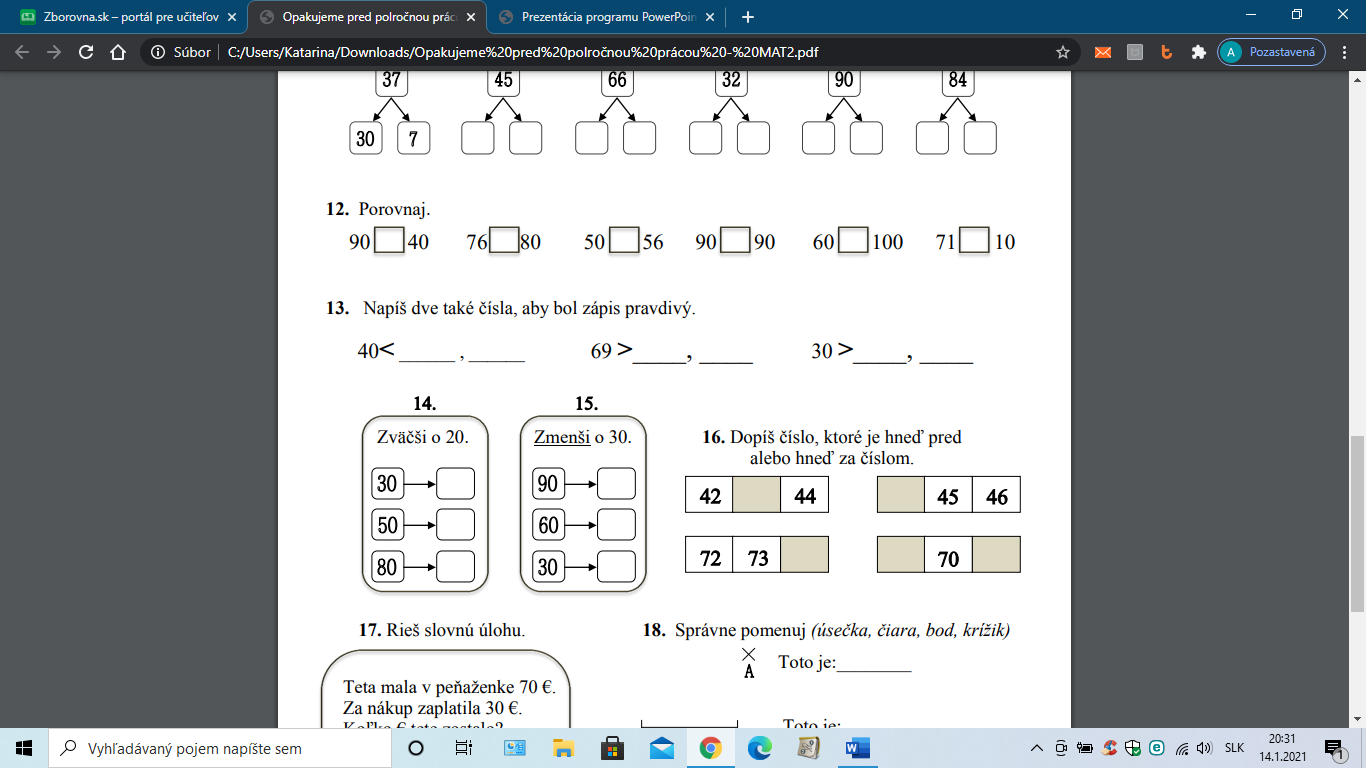 Zborovna.sk – portál pre učiteľov
Opakujeme pred polročnou prác
Prezentácia programu PowerPoin
Súbor
C:/Users/Katarina/Downloads/Opakujeme%20pred%20polročnou%20prácou%20-%20MAT2.pdf
A Pozastavená
37 45 66 32 90 84
30 7
12. Porovnaj.
90 40 76 80 50 56 90 90 60 100 71 10
13. Napíš dve také čísla, aby bol zápis pravdivý.
40< ______ , ______ 69 >_____, _____ 30 >_____, _____
14. 15.
Zväčši o 20. Zmenši o 30.
16. Dopíš číslo, ktoré je hneď pred
alebo hneď za číslom.
30 90
50 60
80 30
42 44 45 46
72 73 70
17. Rieš slovnú úlohu.
18. Správne pomenuj (úsečka, čiara, bod, krížik)
A Toto je:________
Teta mala v peňaženke 70 €.
Za nákup zaplatila 30 €.
Koľko € tete zostalo?
Toto je:
Vyhľadávaný pojem napíšte sem
SLK
20:31
14.1.2021
1